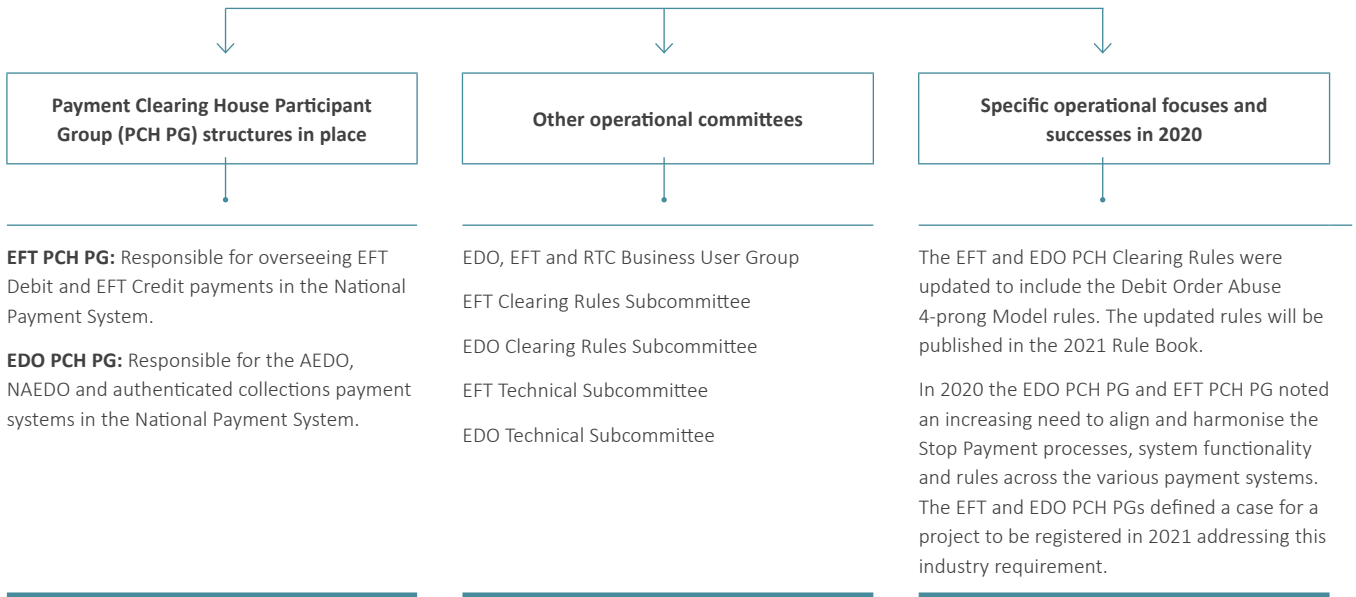 Payment Clearing House Participant
Group (PCH PG) structures in place
EFT PCH PG: Responsible for overseeing EFT
Debit and EFT Credit payments in the National
Payment System.
EDO PCH PG: Responsible for the AEDO,
NAEDO and authenticated collections payment
systems in the National Payment System.
Other operational committees
EDO, EFT and RTC Business User Group
EFT Clearing Rules Subcommittee
EDO Clearing Rules Subcommittee
EFT Technical Subcommittee
EDO Technical Subcommittee
Specific operational focuses and
successes in 2020
The EFT and EDO PCH Clearing Rules were
updated to include the Debit Order Abuse
4-prong Model rules. The updated rules will be
published in the 2021 Rule Book.
In 2020 the EDO PCH PG and EFT PCH PG noted
an increasing need to align and harmonise the
Stop Payment processes, system functionality
and rules across the various payment systems.
The EFT and EDO PCH PGs defined a case for a
project to be registered in 2021 addressing this
industry requirement.